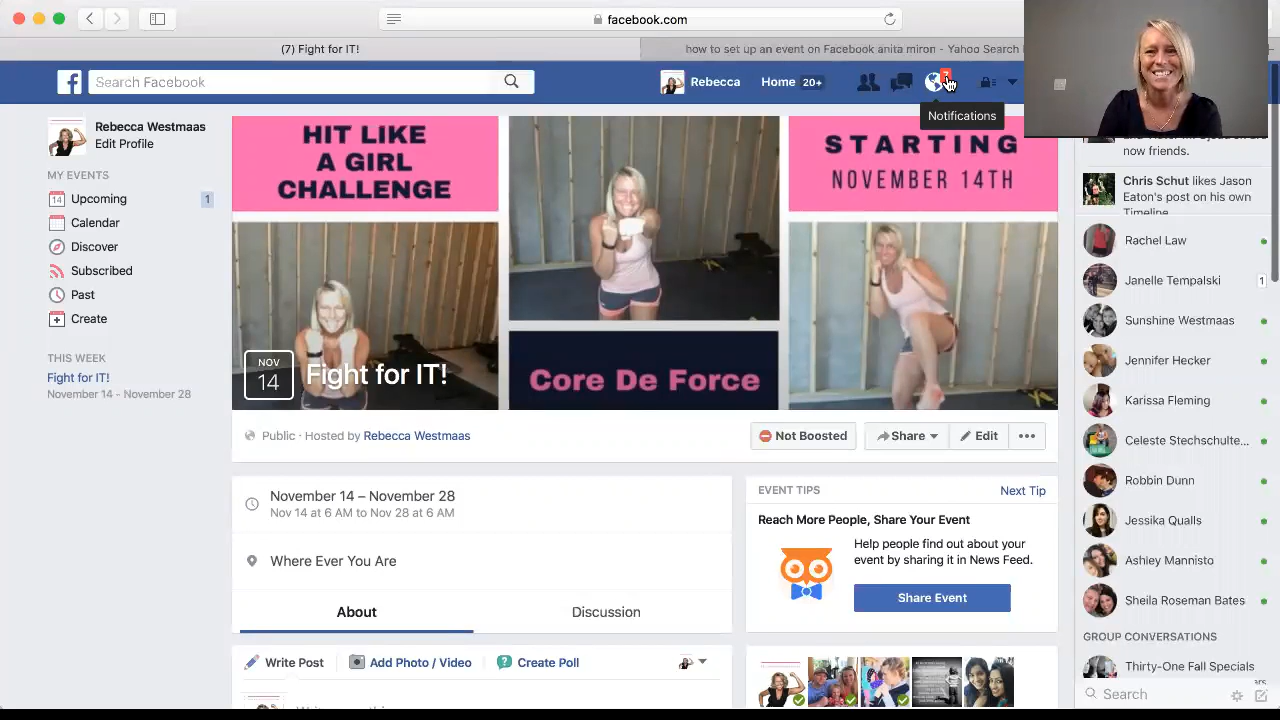 facebook.com
(7) Fight for IT!
how to set up an event on Facebook anita miron - Yahoo Search
Search Facebook
Rebecca
Home 20+
Notifications
Rebecca Westmaas
Edit Profile
MY EVENTS
14 Upcoming 1
Calendar
Discover
Subscribed
Past
Create
THIS WEEK
Fight for IT!
November 14 - November 28
HIT LIKE
A GIRL
CHALLENGE
STARTING
NOVEMBER 14TH
Core De Force
NOV
14
Fight for IT!
Public · Hosted by Rebecca Westmaas
Not Boosted
Share
Edit
November 14 – November 28
Nov 14 at 6 AM to Nov 28 at 6 AM
Where Ever You Are
About
Discussion
Write Post
Add Photo / Video
Create Poll
EVENT TIPS
Next Tip
Reach More People, Share Your Event
Help people find out about your
event by sharing it in News Feed.
Share Event
now friends.
Chris Schut likes Jason
Eaton's post on his own
Timeline
Rachel Law
Janelle Tempalski 1
Sunshine Westmaas
Jennifer Hecker
Karissa Fleming
Celeste Stechschulte...
Robbin Dunn
Jessika Qualls
Ashley Mannisto
Sheila Roseman Bates
GROUP CONVERSATIONS
Thirty-One Fall Specials
Search